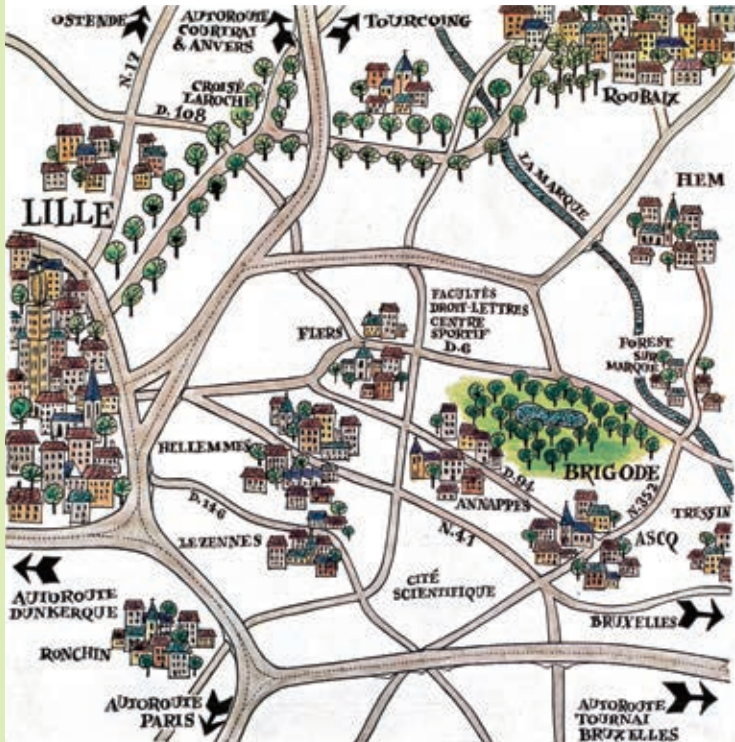 OSTENDE
AUTOROUTE
COURTRAI
& ANVERS
TOURCOING
N.17
CROISÉ
LAROCHE
D.108
ROUBAIX
LILLE
LA MARQUE
HEM
FACULTÉS
DROIT-LETTRES
CENTRE
SPORTIF
D.6
FLERS
FOREST
SUR
MARQUE
HELLEMMES
BRIGODE
D.94
ANNAPPES
N.352
D.146
N.41
ASCQ
TRESSIN
LEZENNES
CITÉ
SCIENTIFIQUE
AUTOROUTE
DUNKERQUE
BRUXELLES
RONCHIN
AUTOROUTE
PARIS
AUTOROUTE
TOURNAI
BRUXELLES